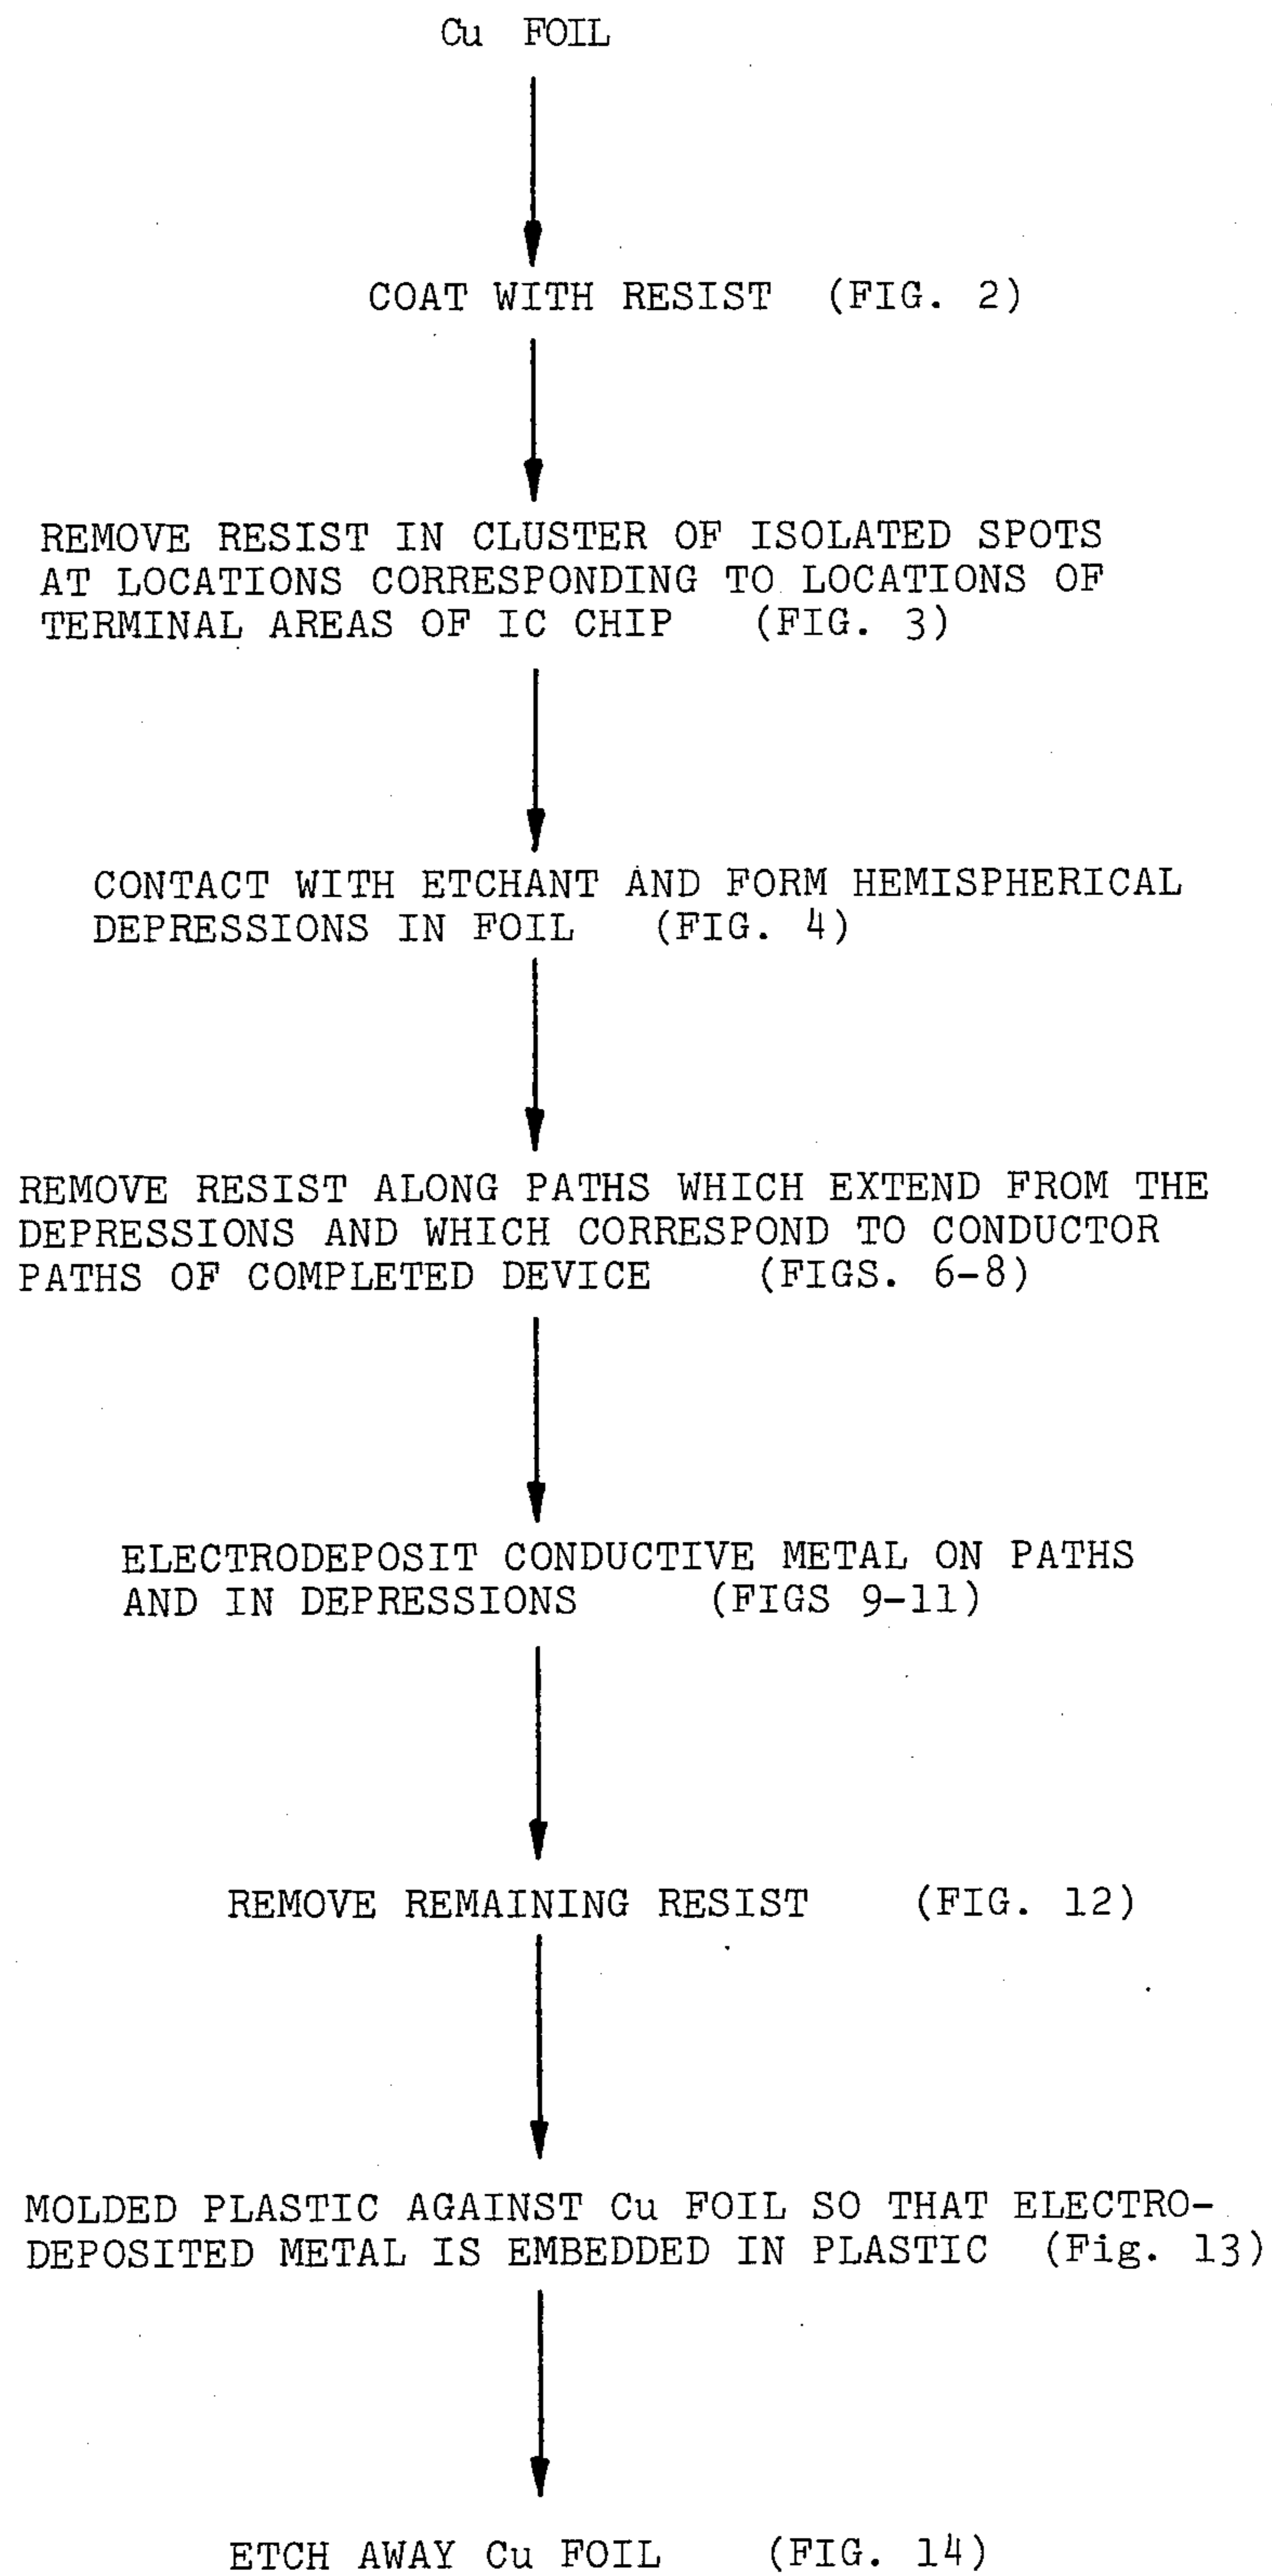 Cu FOIL
COAT WITH RESIST (FIG. 2)
REMOVE RESIST IN CLUSTER OF ISOLATED SPOTS
AT LOCATIONS CORRESPONDING TO LOCATIONS OF
TERMINAL AREAS OF IC CHIP (FIG. 3)
CONTACT WITH ETCHANT AND FORM HEMISPHERICAL
DEPRESSIONS IN FOIL (FIG. 4)
REMOVE RESIST ALONG PATHS WHICH EXTEND FROM THE
DEPRESSIONS AND WHICH CORRESPOND TO CONDUCTOR
PATHS OF COMPLETED DEVICE (FIGS. 6-8)
ELECTRODEPOSIT CONDUCTIVE METAL ON PATHS
AND IN DEPRESSIONS (FIGS 9-11)
REMOVE REMAINING RESIST (FIG. 12)
MOLDED PLASTIC AGAINST Cu FOIL SO THAT ELECTRO-
DEPOSITED METAL IS EMBEDDED IN PLASTIC (Fig. 13)
ETCH AWAY Cu FOIL (FIG. 14)